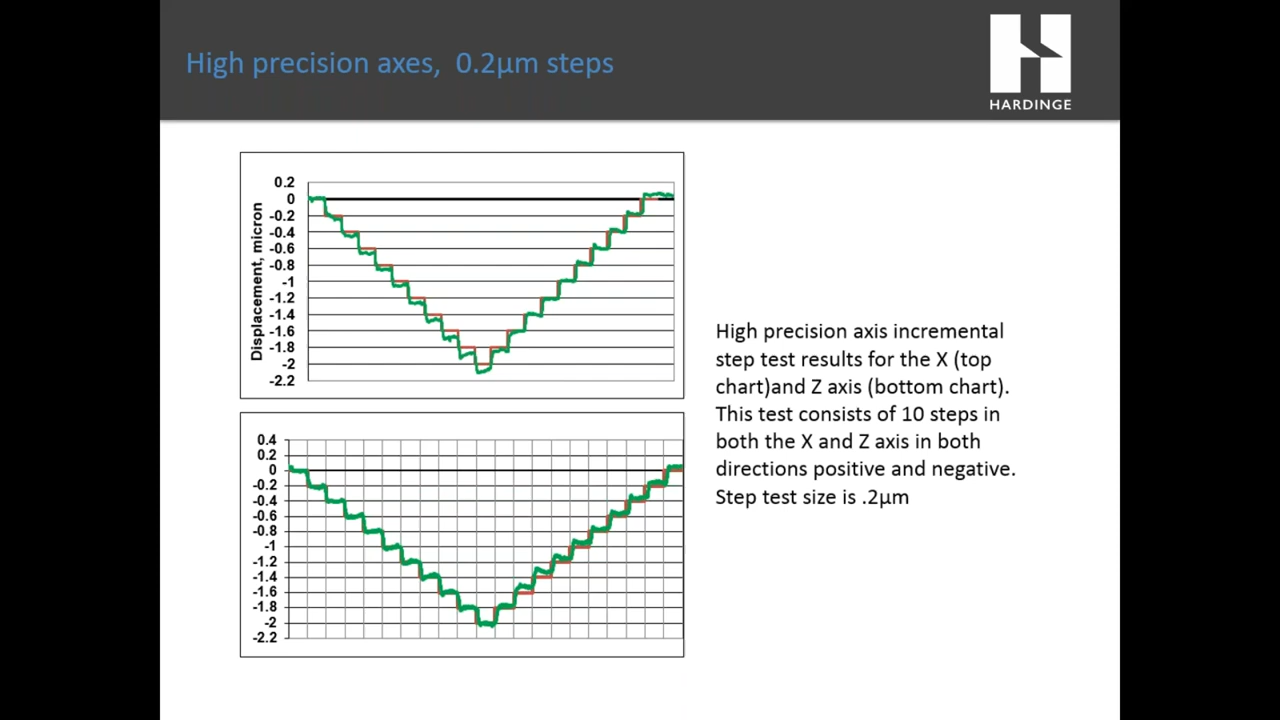 High precision axes,  0.2µm steps
HARDINGE
Displacement, micron
0.2
0
-0.2
-0.4
-0.6
-0.8
-1
-1.2
-1.4
-1.6
-1.8
-2
-2.2
0.4
0.2
0
-0.2
-0.4
-0.6
-0.8
-1
-1.2
-1.4
-1.6
-1.8
-2
-2.2
High precision axis incremental
step test results for the X (top
chart)and Z axis (bottom chart).
This test consists of 10 steps in
both the X and Z axis in both
directions positive and negative.
Step test size is .2µm